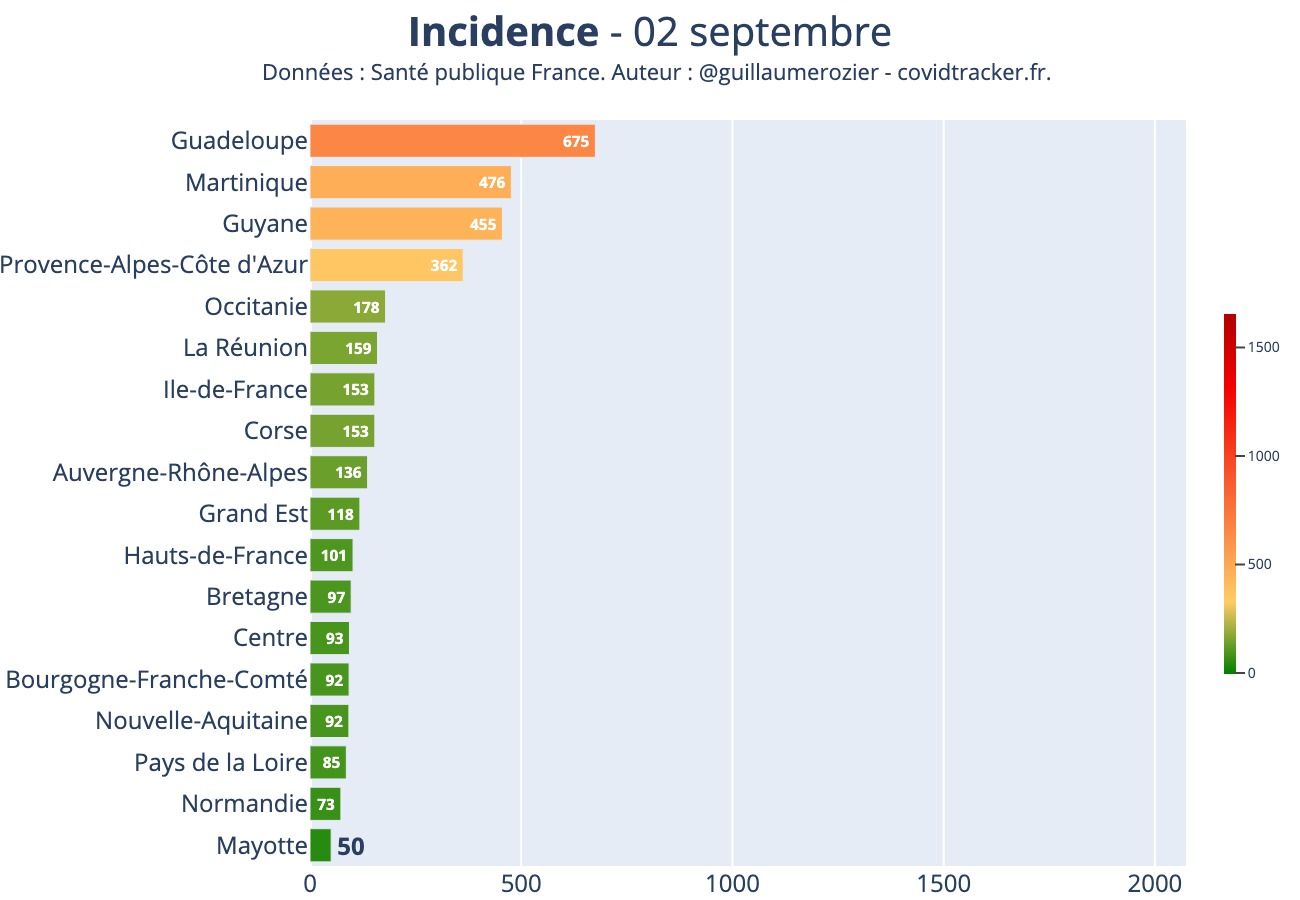 Incidence - 02 septembre
Données : Santé publique France. Auteur : @guillaumerozier - covidtracker.fr.
Guadeloupe 675
Martinique 476
Guyane 455
Provence-Alpes-Côte d'Azur 362
Occitanie 178
La Réunion 159
Ile-de-France 153
Corse 153
Auvergne-Rhône-Alpes 136
Grand Est 118
Hauts-de-France 101
Bretagne 97
Centre 93
Bourgogne-Franche-Comté 92
Nouvelle-Aquitaine 92
Pays de la Loire 85
Normandie 73
Mayotte 50
0 500 1000 1500 2000
1500
1000
500
0